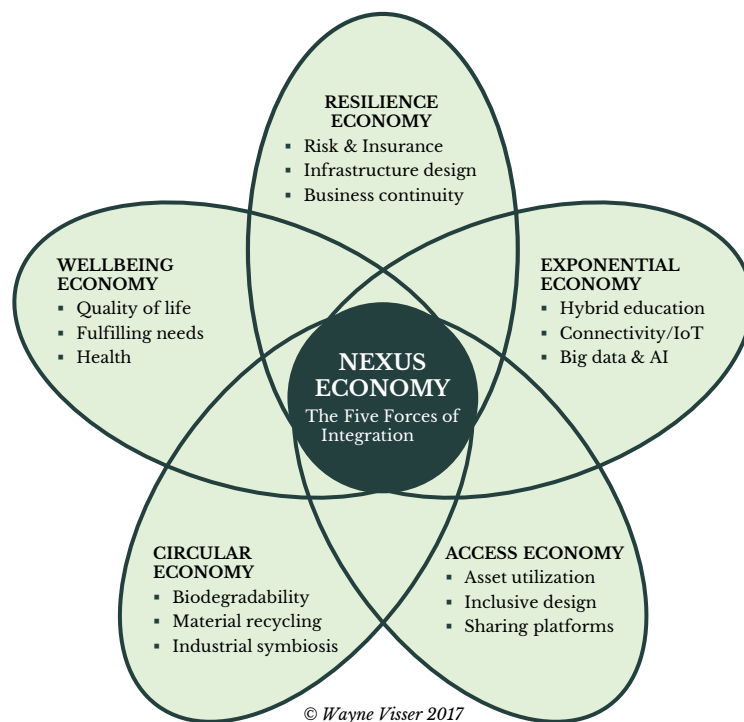 RESILIENCE
ECONOMY
▪ Risk & Insurance
▪ Infrastructure design
▪ Business continuity
WELLBEING
ECONOMY
▪ Quality of life
▪ Fulfilling needs
▪ Health
EXPONENTIAL
ECONOMY
▪ Hybrid education
▪ Connectivity/IoT
▪ Big data & AI
NEXUS
ECONOMY
The Five Forces of
Integration
CIRCULAR
ECONOMY
▪ Biodegradability
▪ Material recycling
▪ Industrial symbiosis
ACCESS ECONOMY
▪ Asset utilization
▪ Inclusive design
▪ Sharing platforms
© Wayne Visser 2017